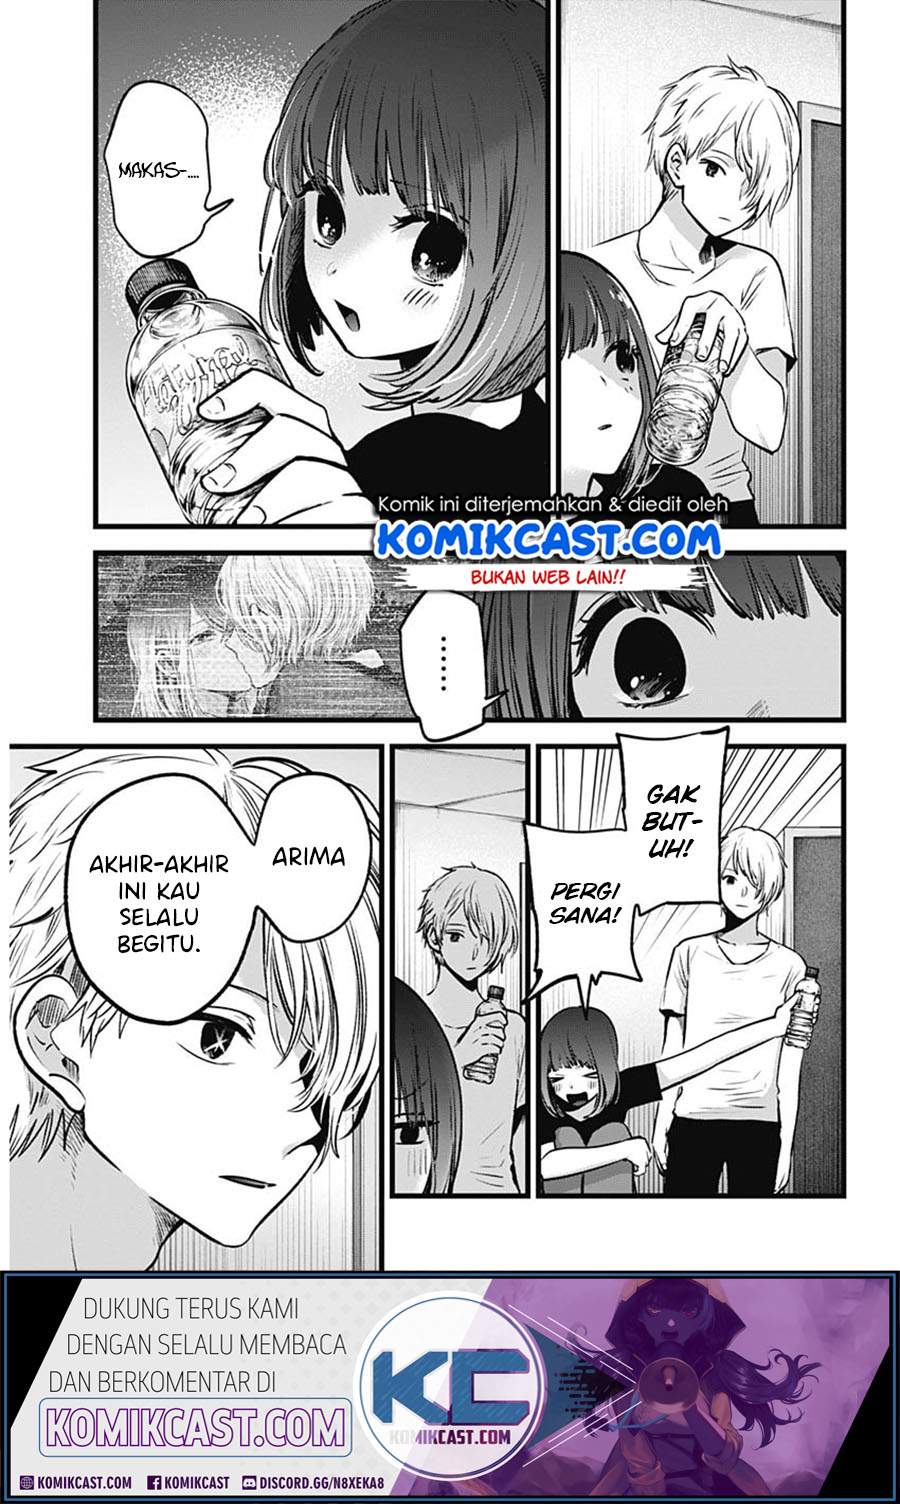 MAKAS-....
Komik ini diterjemahkan & diedit oleh
KOMIKCAST.COM
BUKAN WEB LAIN!!
......
GAK
BUT-
UH!
PERGI
SANA!
ARIMA
AKHIR-AKHIR
INI KAU
SELALU
BEGITU.
DUKUNG TERUS KAMI
DENGAN SELALU MEMBACA
DAN BERKOMENTAR DI
KOMIKCAST.COM
KC
KOMIKCAST.COM
KOMIKCAST.COM KOMIKCAST DISCORD.GG/N8XEKA8